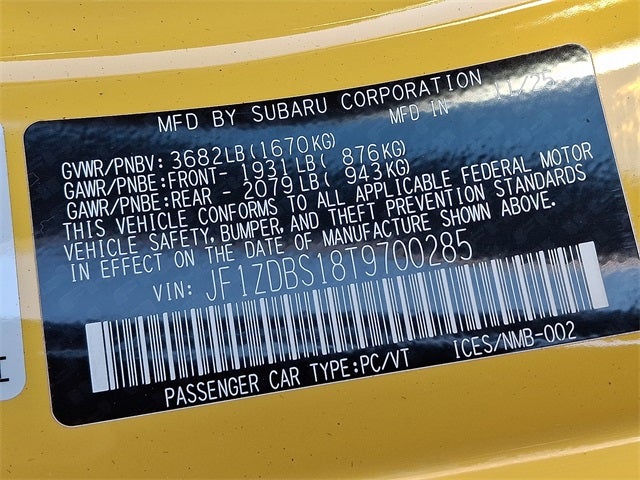 MFD BY SUBARU CORPORATION
MFD IN 11/25
GVWR/PNBV: 3682LB(1670KG)
GAWR/PNBE:FRONT- 1931LB( 876KG)
GAWR/PNBE:REAR - 2079LB( 943KG)
THIS VEHICLE CONFORMS TO ALL APPLICABLE FEDERAL MOTOR
VEHICLE SAFETY, BUMPER, AND THEFT PREVENTION STANDARDS
IN EFFECT ON THE DATE OF MANUFACTURE SHOWN ABOVE.
VIN: JF1ZDBS18T9700285
PASSENGER CAR TYPE:PC/VT ICES/NMB-002